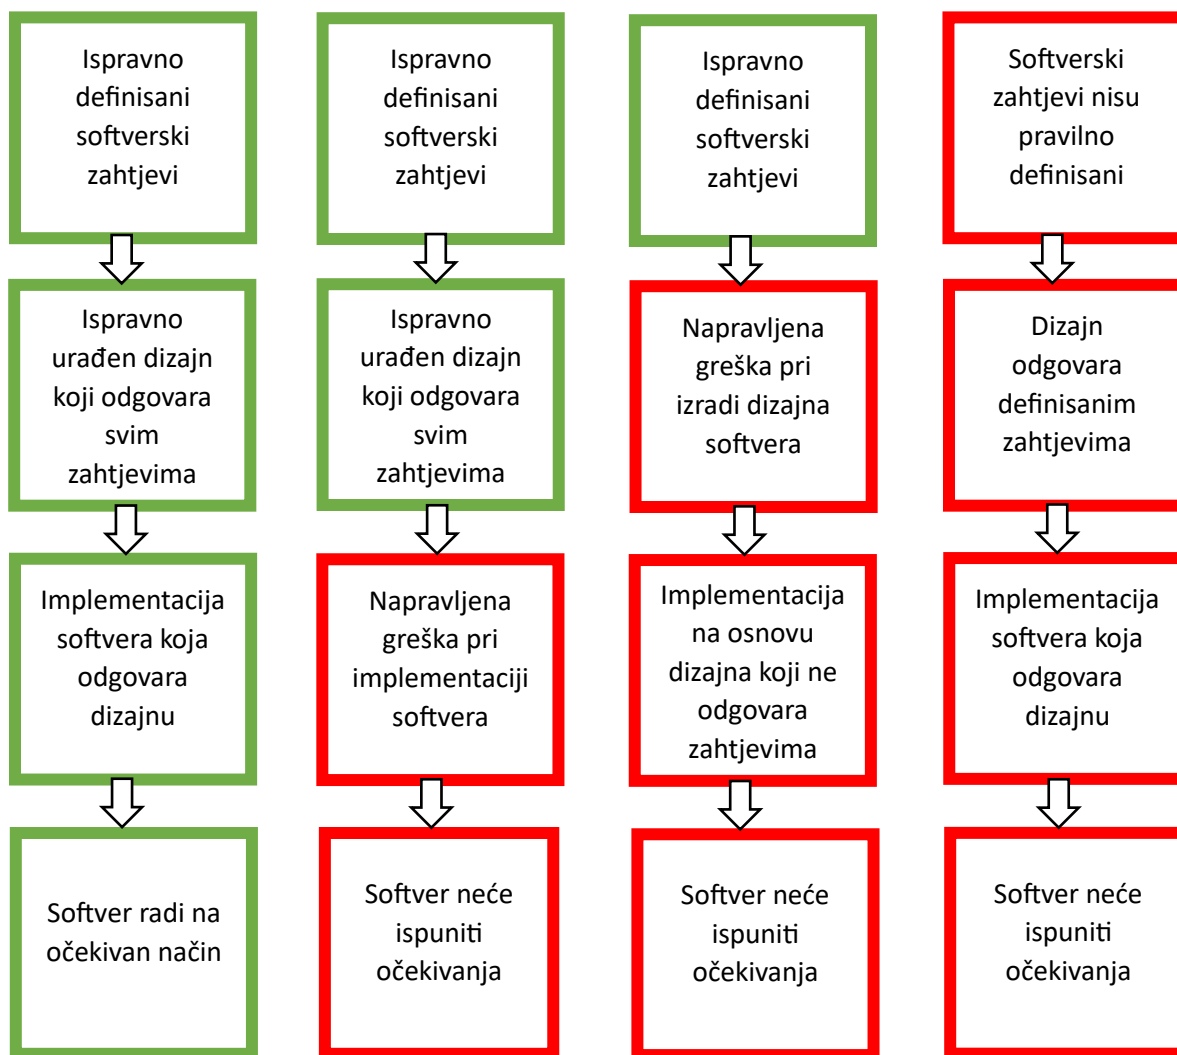 Ispravno
definisani
softverski
zahtjevi
Ispravno
definisani
softverski
zahtjevi
Ispravno
definisani
softverski
zahtjevi
Softverski
zahtjevi nisu
pravilno
definisani
Ispravno
urađen dizajn
koji odgovara
svim
zahtjevima
Ispravno
urađen dizajn
koji odgovara
svim
zahtjevima
Napravljena
greška pri
izradi dizajna
softvera
Dizajn
odgovara
definisanim
zahtjevima
Implementacija
softvera koja
odgovara
dizajnu
Napravljena
greška pri
implementaciji
softvera
Implementacija
na osnovu
dizajna koji ne
odgovara
zahtjevima
Implementacija
softvera koja
odgovara
dizajnu
Softver radi na
očekivan način
Softver neće
ispuniti
očekivanja
Softver neće
ispuniti
očekivanja
Softver neće
ispuniti
očekivanja